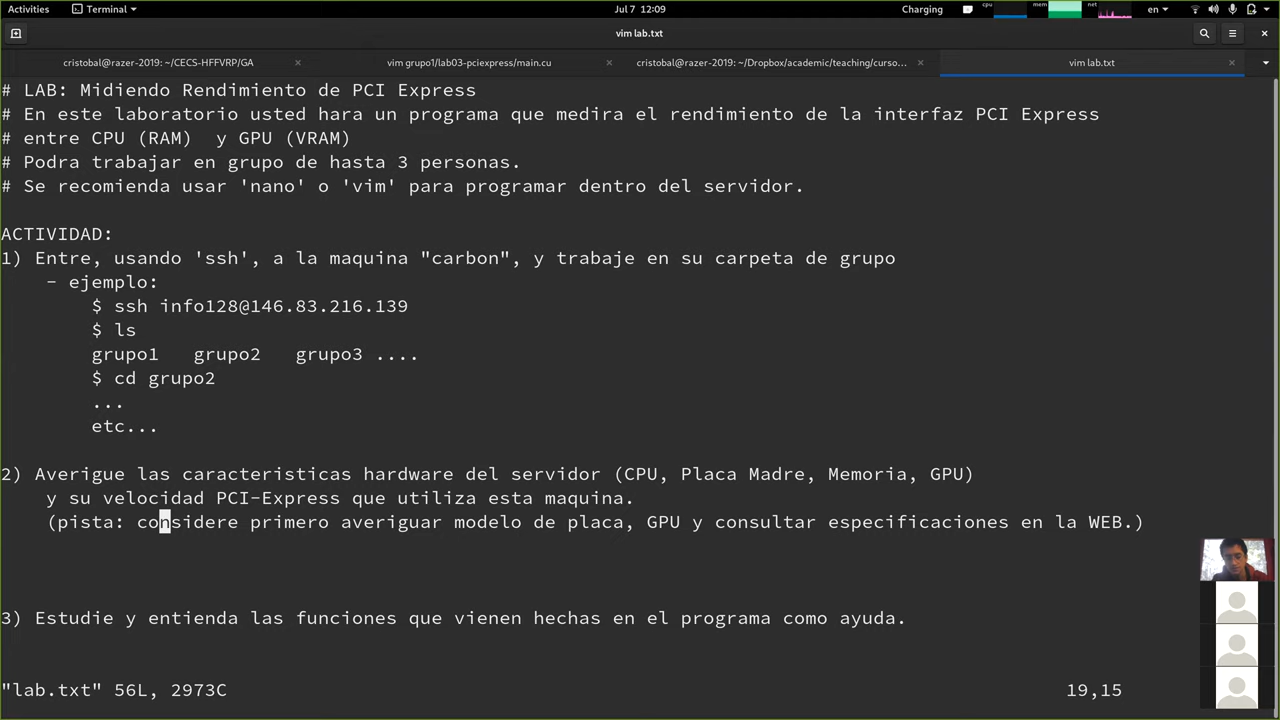 Activities
Terminal
Jul 7 12:09
Charging
cpu
mem
net
en
vim lab.txt
cristobal@razer-2019: ~/CECS-HFFVRP/GA
vim grupo1/lab03-pciexpress/main.cu
cristobal@razer-2019: ~/Dropbox/academic/teaching/curso…
vim lab.txt
# LAB: Midiendo Rendimiento de PCI Express
# En este laboratorio usted hara un programa que medira el rendimiento de la interfaz PCI Express
# entre CPU (RAM)  y GPU (VRAM)
# Podra trabajar en grupo de hasta 3 personas.
# Se recomienda usar 'nano' o 'vim' para programar dentro del servidor.
ACTIVIDAD:
1) Entre, usando 'ssh', a la maquina "carbon", y trabaje en su carpeta de grupo
- ejemplo:
$ ssh info128@146.83.216.139
$ ls
grupo1   grupo2   grupo3 ....
$ cd grupo2
...
etc...
2) Averigue las caracteristicas hardware del servidor (CPU, Placa Madre, Memoria, GPU)
y su velocidad PCI-Express que utiliza esta maquina.
(pista: considere primero averiguar modelo de placa, GPU y consultar especificaciones en la WEB.)
3) Estudie y entienda las funciones que vienen hechas en el programa como ayuda.
"lab.txt" 56L, 2973C
19,15